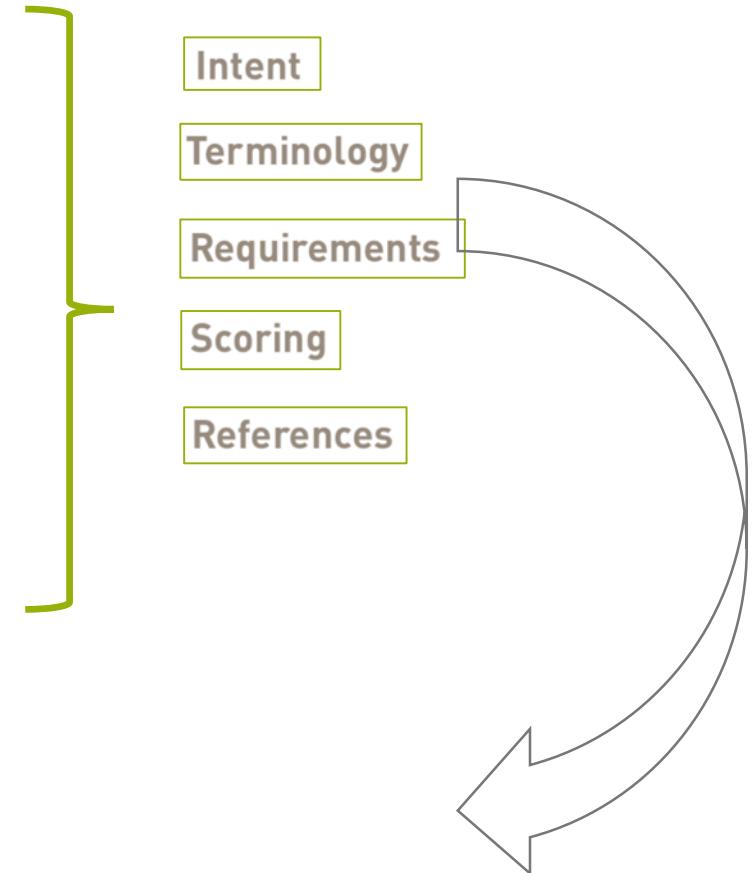 Intent
Terminology
Requirements
Scoring
References